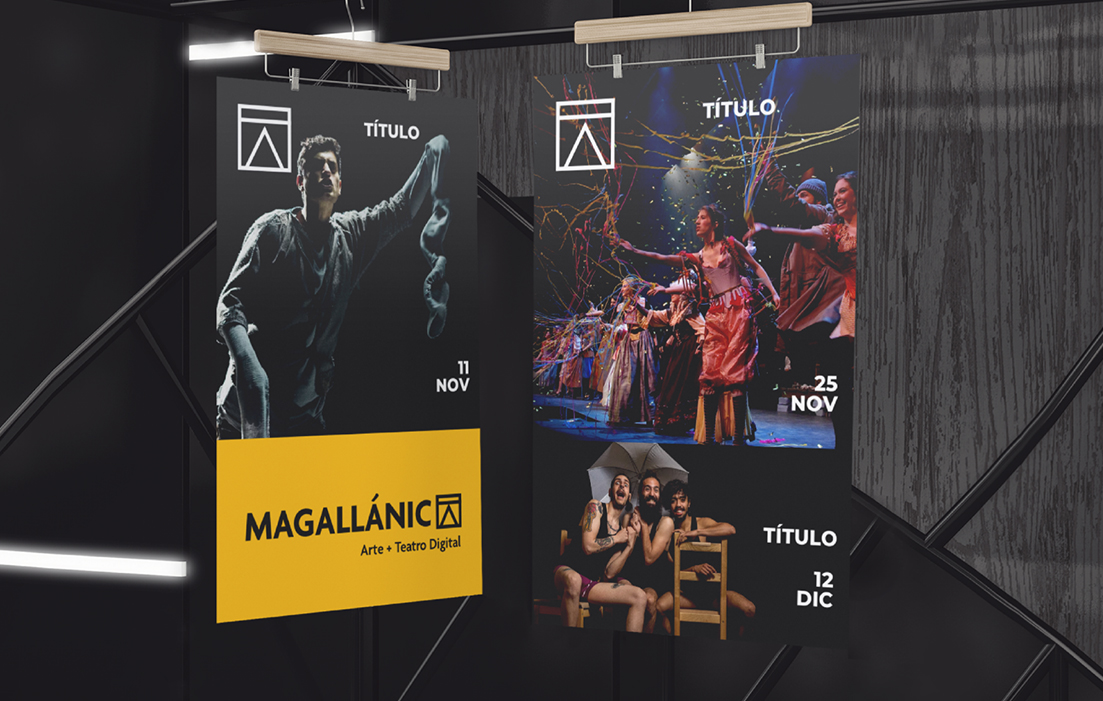 TÍTULO
11
NOV
MAGALLÁNIC
Arte + Teatro Digital
TÍTULO
25
NOV
TÍTULO
12
DIC